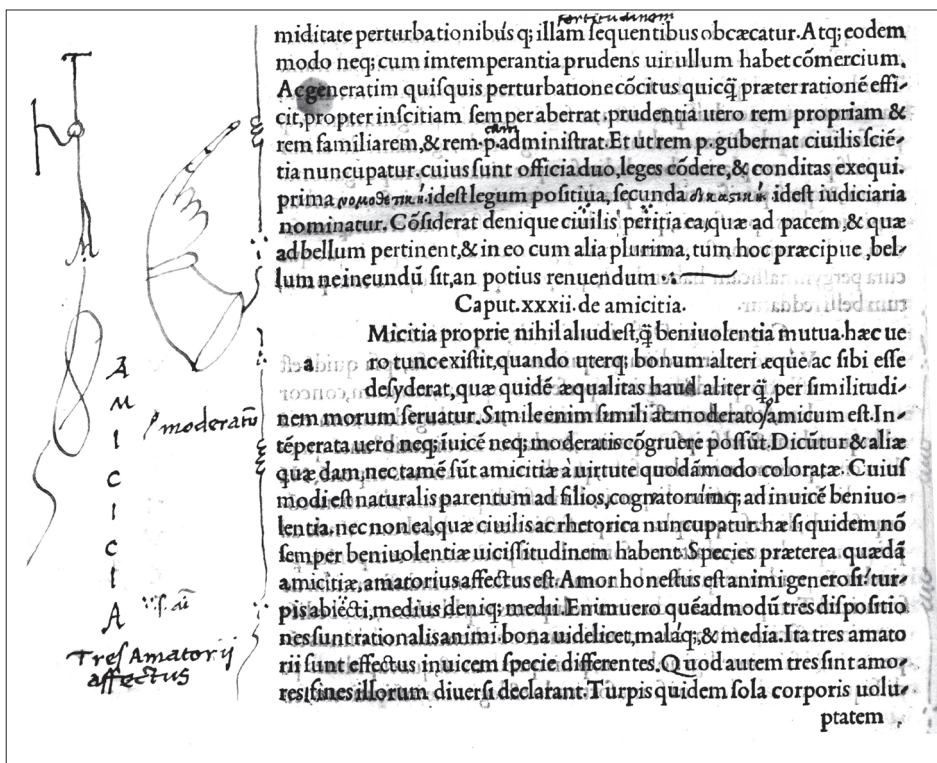 fortitudinem
miditate perturbationibus q; illam ſequentibus obcæcatur. Atq; eodem
modo neq; cum imtemperantia prudens uir ullum habet cōmercium.
Ac generatim quiſquis perturbatione cōcitus quicq̄ præter rationē effi-
cit, propter inſcitiam ſemper aberrat. prudentia uero rem propriam &
cam
rem familiarem, & rem.p. adminiſtrat. Et ut rem p. gubernat ciuilis ſciē-
tia nuncupatur. cuius ſunt officia duo, leges cōdere, & conditas exequi.
prima νομοθετικὴ ideſt legum poſitiua, ſecunda δικαστικὴ ideſt iudiciaria
nominatur. Cōſiderat denique ciuilis peritia ea, quæ ad pacem, & quæ
ad bellum pertinent, & in eo cum alia plurima, tum hoc præcipue, bel-
lum ne ineundū ſit, an potius renuendum
Caput.xxxii. de amicitia.
a Micitia proprie nihil aliud eſt, q̄ beniuolentia mutua. hæc ue
ro tunc exiſtit, quando uterq; bonum alteri æque ac ſibi eſſe
deſyderat, quæ quidē æqualitas haud aliter q̄ per ſimilitudi-
nem morum ſeruatur. Simile enim ſimili ac moderato/amicum eſt. In-
tēperata uero neq; īuicē neq; moderatis cōgruere poſſūt. Dicūtur & aliæ
quæ dam, nec tamē ſūt amicitiæ à uirtute quodāmodo coloratæ. Cuiuſ
modi eſt naturalis parentum ad filios, cognatorumq; ad inuicē beniuo-
lentia. nec non ea, quæ ciuilis ac rhetorica nuncupatur. hæ ſi quidem nō
ſemper beniuolentiæ uiciſſitudinem habent. Species præterea quædā
amicitiæ, amatorius affectus eſt. Amor honeſtus eſt animi generoſi: tur-
pis abiecti, medius deniq; medii. Enimuero quēadmodū tres diſpoſitio
nes ſunt rationalis animi. bona uidelicet, malaq;, & media. Ita tres amato
rii ſunt effectus inuicem ſpecie differentes. Quod autem tres ſint amo-
res, fines illorum diuerſi declarant. Turpis quidem ſola corporis uolu-
ptatem
A
M
I
C
I
C
I
A
moderatū
Tres Amatorij
affectus